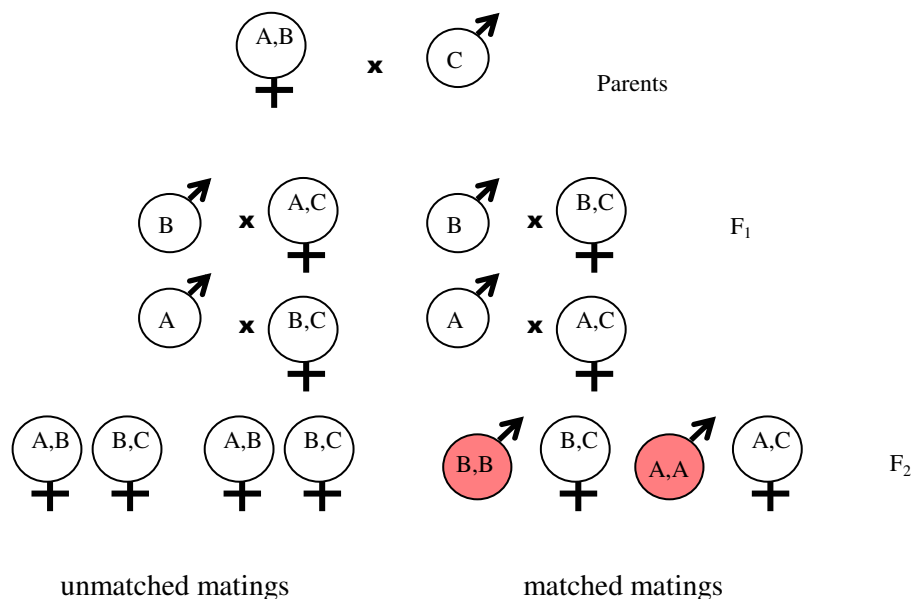 A,B x C
Parents
B x A,C B x B,C F₁
A x B,C A x A,C
A,B B,C A,B B,C B,B B,C A,A A,C F₂
unmatched matings matched matings